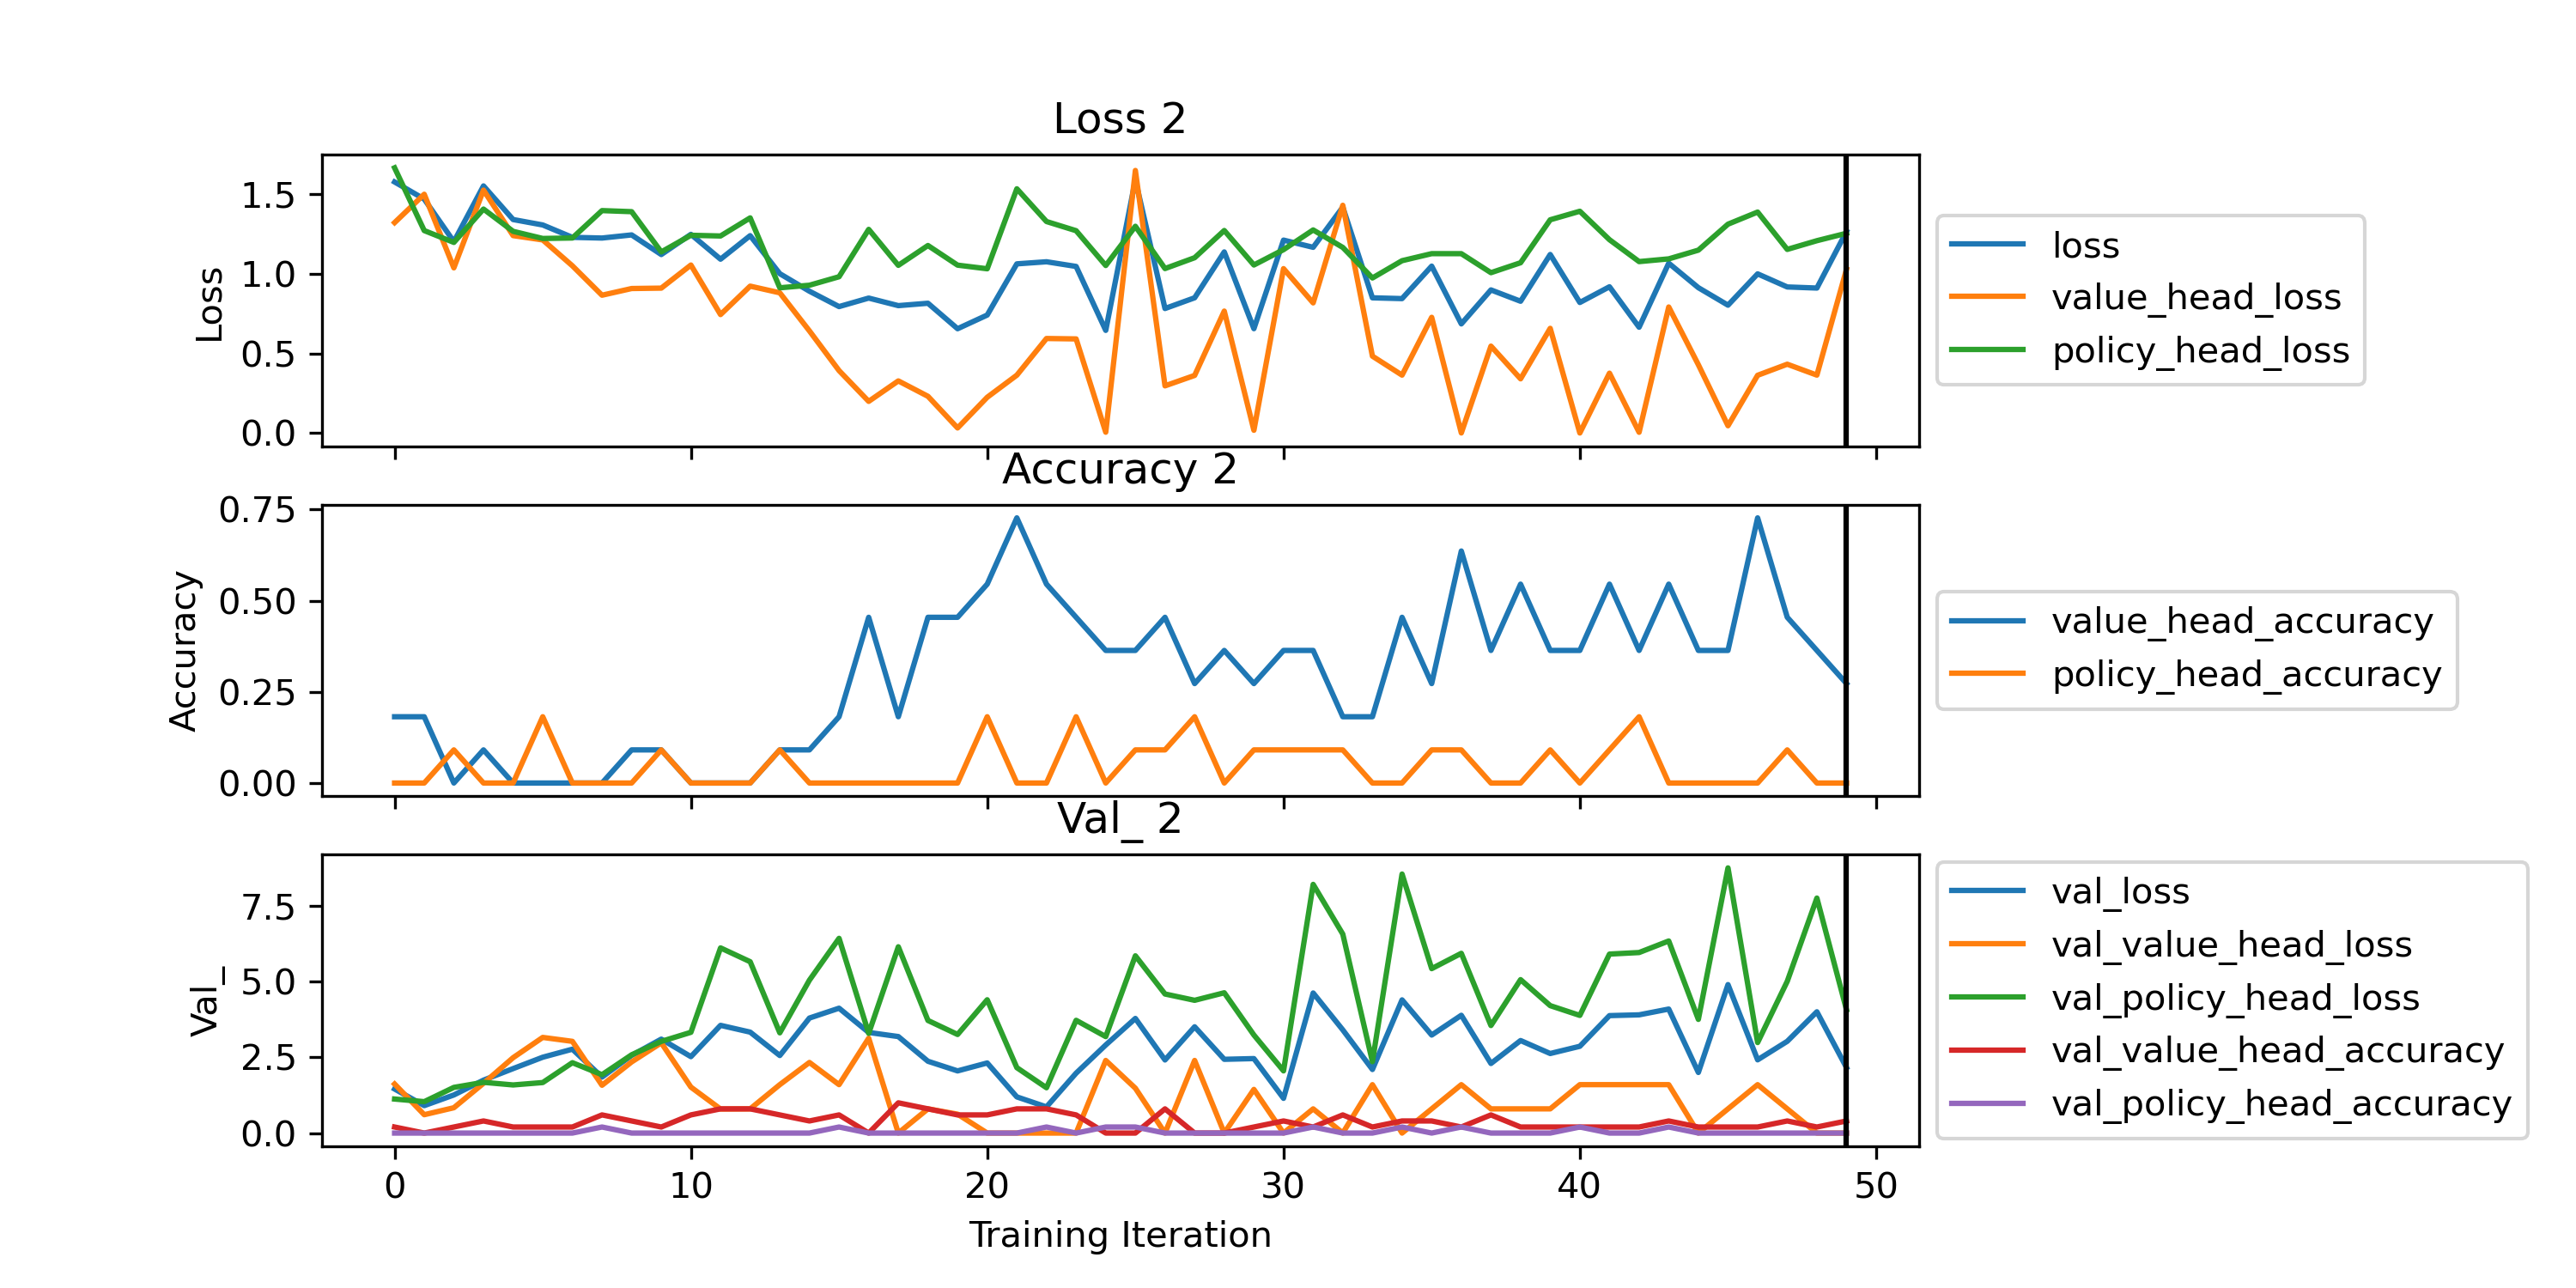 Loss 2
Loss
1.5
1.0
0.5
0.0
loss
value_head_loss
policy_head_loss
Accuracy 2
Accuracy
0.75
0.50
0.25
0.00
value_head_accuracy
policy_head_accuracy
Val_ 2
Val_
7.5
5.0
2.5
0.0
val_loss
val_value_head_loss
val_policy_head_loss
val_value_head_accuracy
val_policy_head_accuracy
0 10 20 30 40 50
Training Iteration